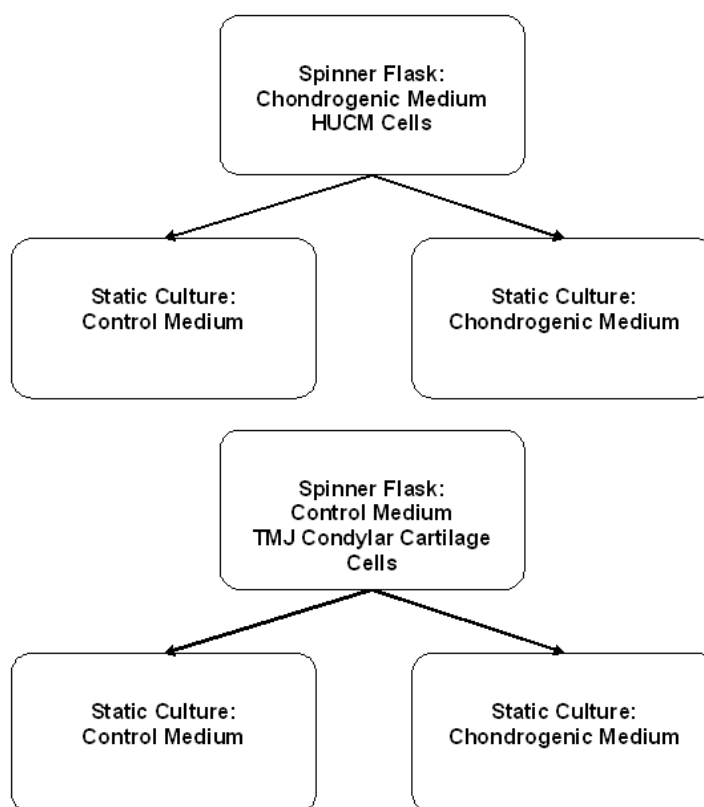 Spinner Flask:
Chondrogenic Medium
HUCM Cells
Static Culture:
Control Medium
Static Culture:
Chondrogenic Medium
Spinner Flask:
Control Medium
TMJ Condylar Cartilage
Cells
Static Culture:
Control Medium
Static Culture:
Chondrogenic Medium